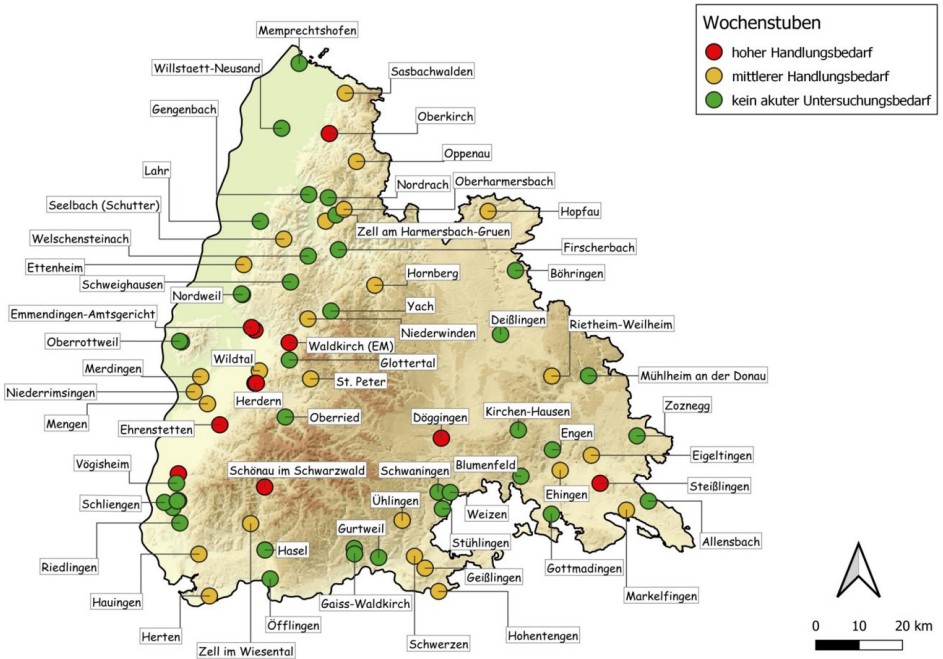 Wochenstuben
hoher Handlungsbedarf
mittlerer Handlungsbedarf
kein akuter Untersuchungsbedarf
Memprechtshofen
Willstaett-Neusand
Sasbachwalden
Gengenbach
Oberkirch
Oppenau
Lahr
Nordrach
Oberharmersbach
Seelbach (Schutter)
Hopfau
Zell am Harmersbach-Gruen
Welschensteinach
Firscherbach
Ettenheim
Hornberg
Böhringen
Schweighausen
Nordweil
Yach
Emmendingen-Amtsgericht
Deißlingen
Rietheim-Weilheim
Niederwinden
Oberrottweil
Waldkirch (EM)
Wildtal
Glottertal
Merdingen
St. Peter
Mühlheim an der Donau
Niederrimsingen
Herdern
Mengen
Oberried
Döggingen
Kirchen-Hausen
Zoznegg
Ehrenstetten
Engen
Eigeltingen
Vögisheim
Schönau im Schwarzwald
Schwaningen
Blumenfeld
Steißlingen
Ehingen
Schliengen
Ühlingen
Weizen
Gurtweil
Stühlingen
Allensbach
Riedlingen
Hasel
Gottmadingen
Geißlingen
Markelfingen
Hauingen
Gaiss-Waldkirch
Öfflingen
Herten
Hohentengen
Schwerzen
Zell im Wiesental
0 10 20 km